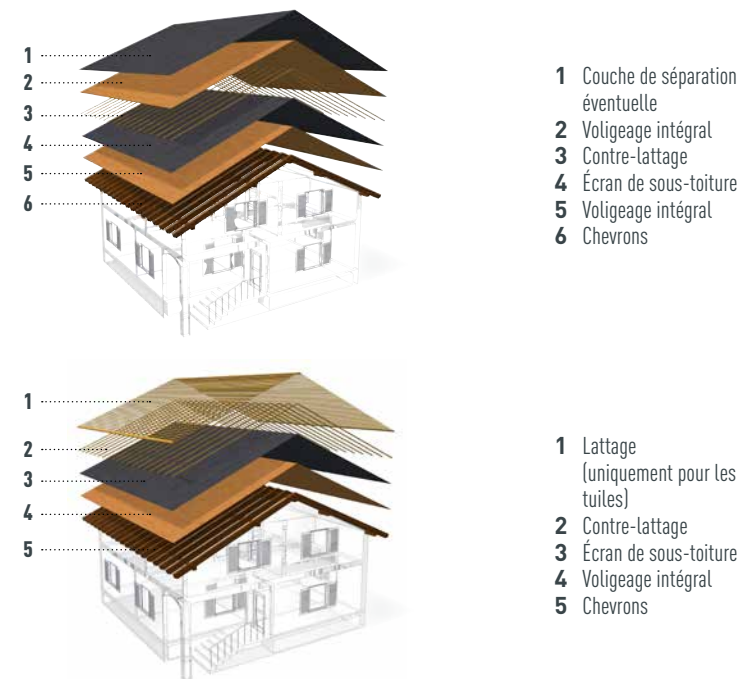 1
2
3
4
5
6
1 Couche de séparation
éventuelle
2 Voligeage intégral
3 Contre-lattage
4 Écran de sous-toiture
5 Voligeage intégral
6 Chevrons
1
2
3
4
5
1 Lattage
(uniquement pour les
tuiles)
2 Contre-lattage
3 Écran de sous-toiture
4 Voligeage intégral
5 Chevrons